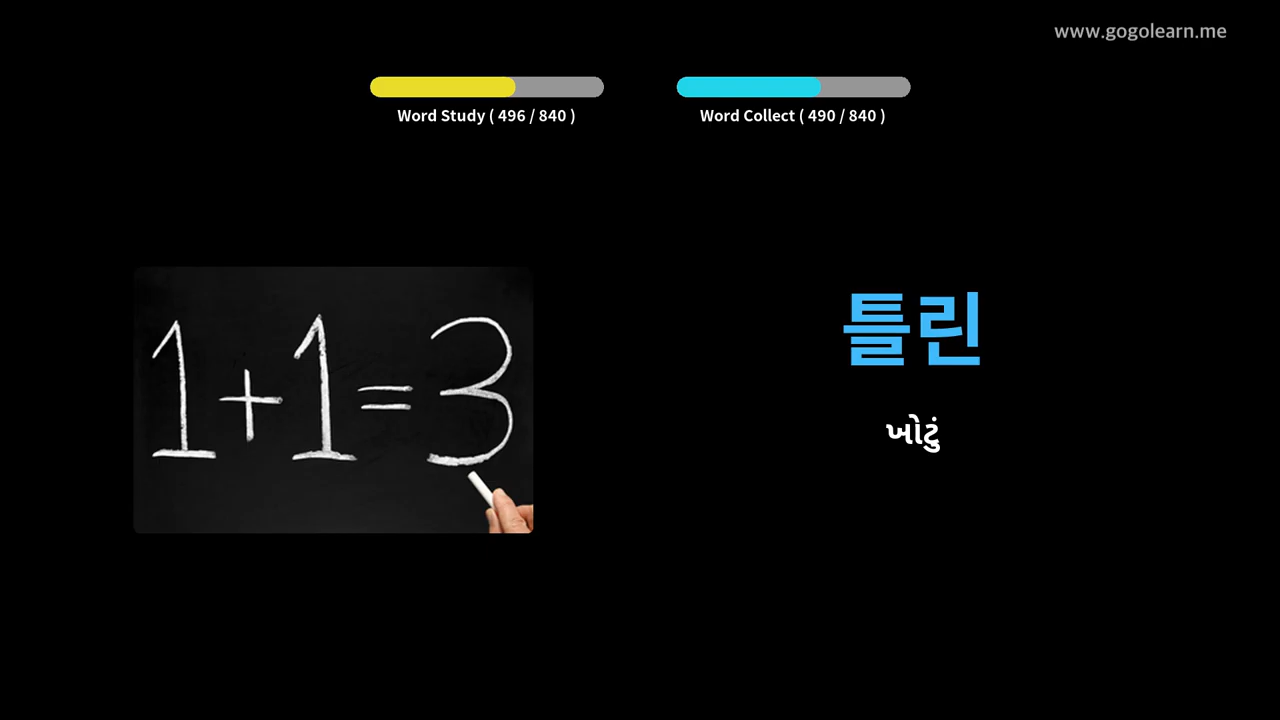 www.gogolearn.me
Word Study ( 496 / 840 )
Word Collect ( 490 / 840 )
1+1=3
틀린
ખોટું